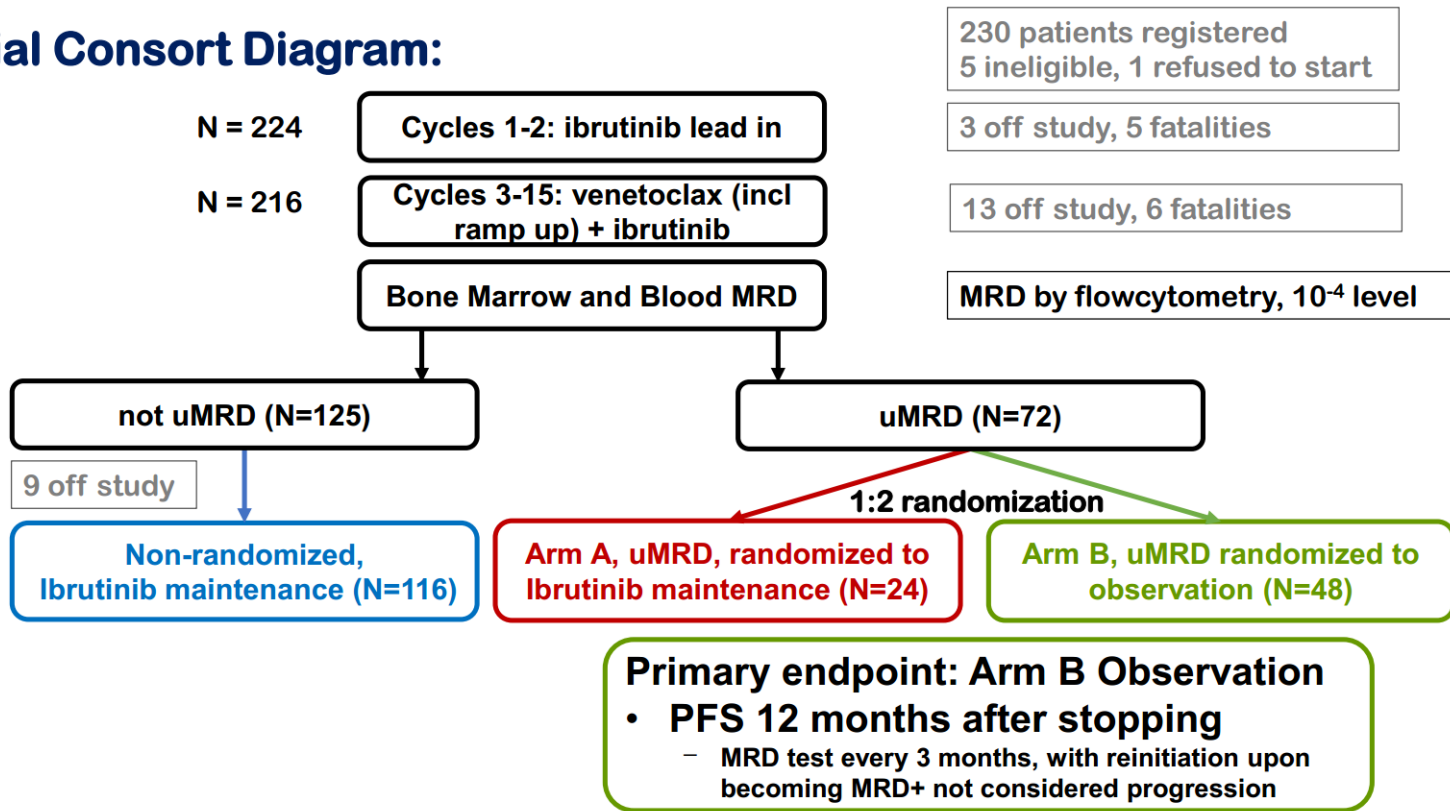 ial Consort Diagram:
230 patients registered
5 ineligible, 1 refused to start
N = 224
Cycles 1-2: ibrutinib lead in
3 off study, 5 fatalities
N = 216
Cycles 3-15: venetoclax (incl
ramp up) + ibrutinib
13 off study, 6 fatalities
Bone Marrow and Blood MRD
MRD by flowcytometry, 10⁻⁴ level
not uMRD (N=125)
uMRD (N=72)
9 off study
1:2 randomization
Non-randomized,
Ibrutinib maintenance (N=116)
Arm A, uMRD, randomized to
Ibrutinib maintenance (N=24)
Arm B, uMRD randomized to
observation (N=48)
Primary endpoint: Arm B Observation
• PFS 12 months after stopping
– MRD test every 3 months, with reinitiation upon
becoming MRD+ not considered progression